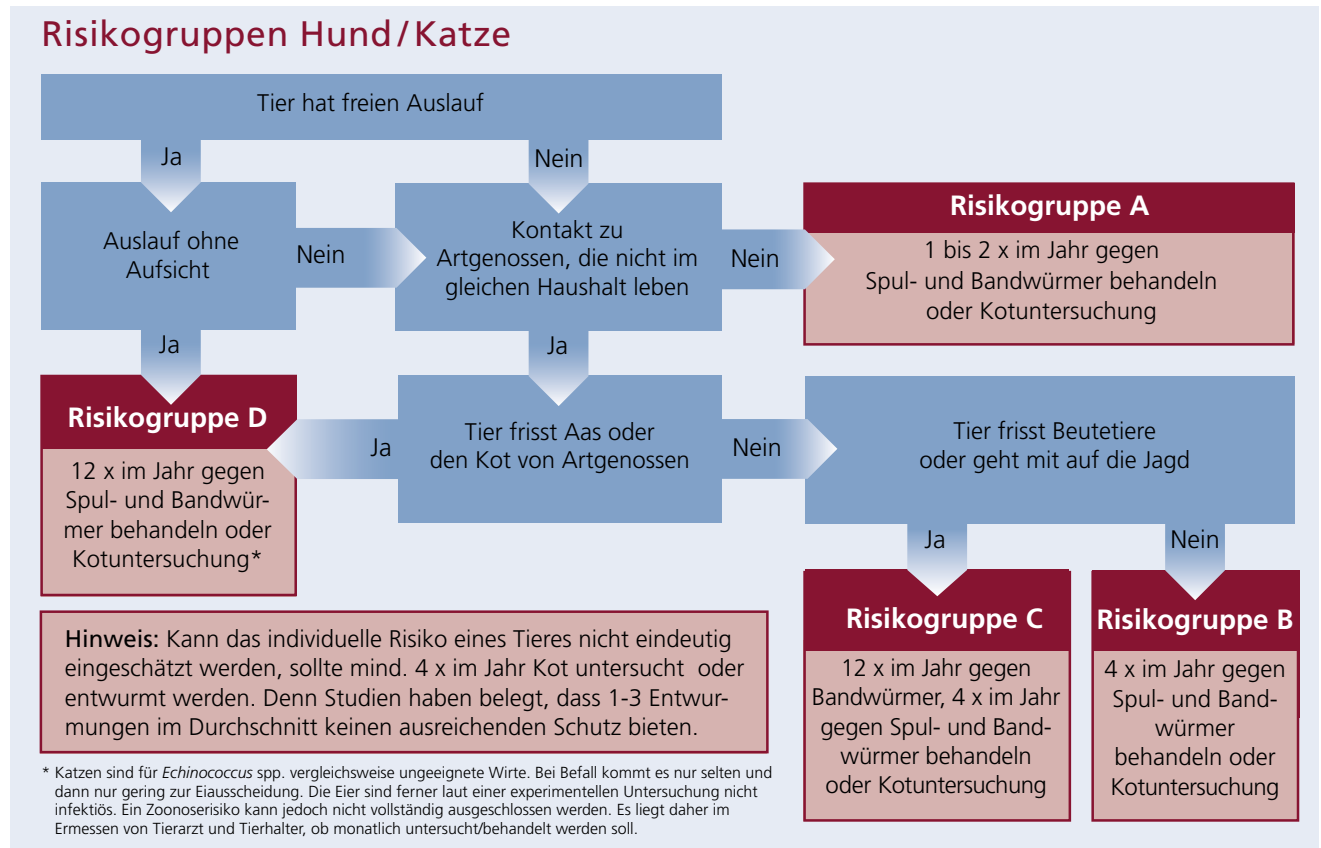 Risikogruppen Hund/Katze
Tier hat freien Auslauf
Ja
Nein
Auslauf ohne
Aufsicht
Nein
Kontakt zu
Artgenossen, die nicht im
gleichen Haushalt leben
Nein
Risikogruppe A
1 bis 2 x im Jahr gegen
Spul- und Bandwürmer behandeln
oder Kotuntersuchung
Ja
Ja
Risikogruppe D
12 x im Jahr gegen
Spul- und Bandwür-
mer behandeln oder
Kotuntersuchung*
Ja
Tier frisst Aas oder
den Kot von Artgenossen
Nein
Tier frisst Beutetiere
oder geht mit auf die Jagd
Ja
Nein
Risikogruppe C
12 x im Jahr gegen
Bandwürmer, 4 x im Jahr
gegen Spul- und Band-
würmer behandeln
oder Kotuntersuchung
Risikogruppe B
4 x im Jahr gegen
Spul- und Band-
würmer
behandeln oder
Kotuntersuchung
Hinweis: Kann das individuelle Risiko eines Tieres nicht eindeutig
eingeschätzt werden, sollte mind. 4 x im Jahr Kot untersucht oder
entwurmt werden. Denn Studien haben belegt, dass 1-3 Entwur-
mungen im Durchschnitt keinen ausreichenden Schutz bieten.
* Katzen sind für Echinococcus spp. vergleichsweise ungeeignete Wirte. Bei Befall kommt es nur selten und
dann nur gering zur Eiausscheidung. Die Eier sind ferner laut einer experimentellen Untersuchung nicht
infektiös. Ein Zoonoserisiko kann jedoch nicht vollständig ausgeschlossen werden. Es liegt daher im
Ermessen von Tierarzt und Tierhalter, ob monatlich untersucht/behandelt werden soll.